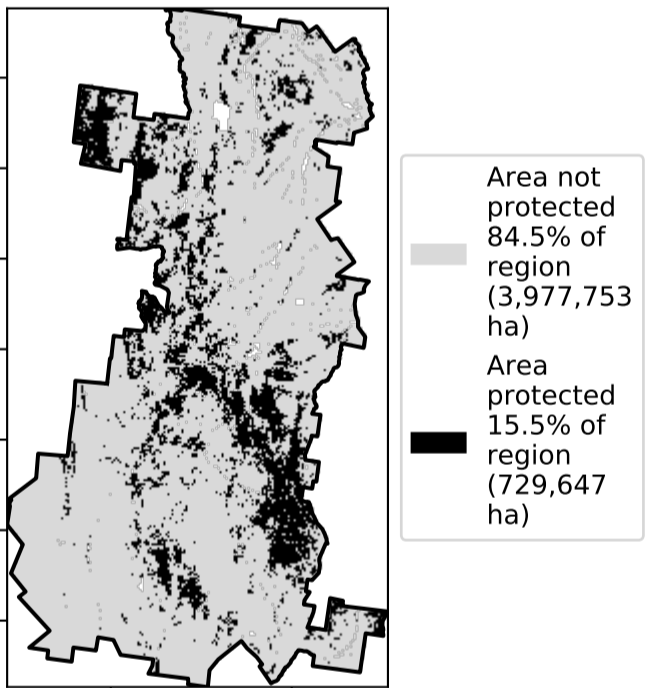 Area not
protected
84.5% of
region
(3,977,753
ha)
Area
protected
15.5% of
region
(729,647
ha)